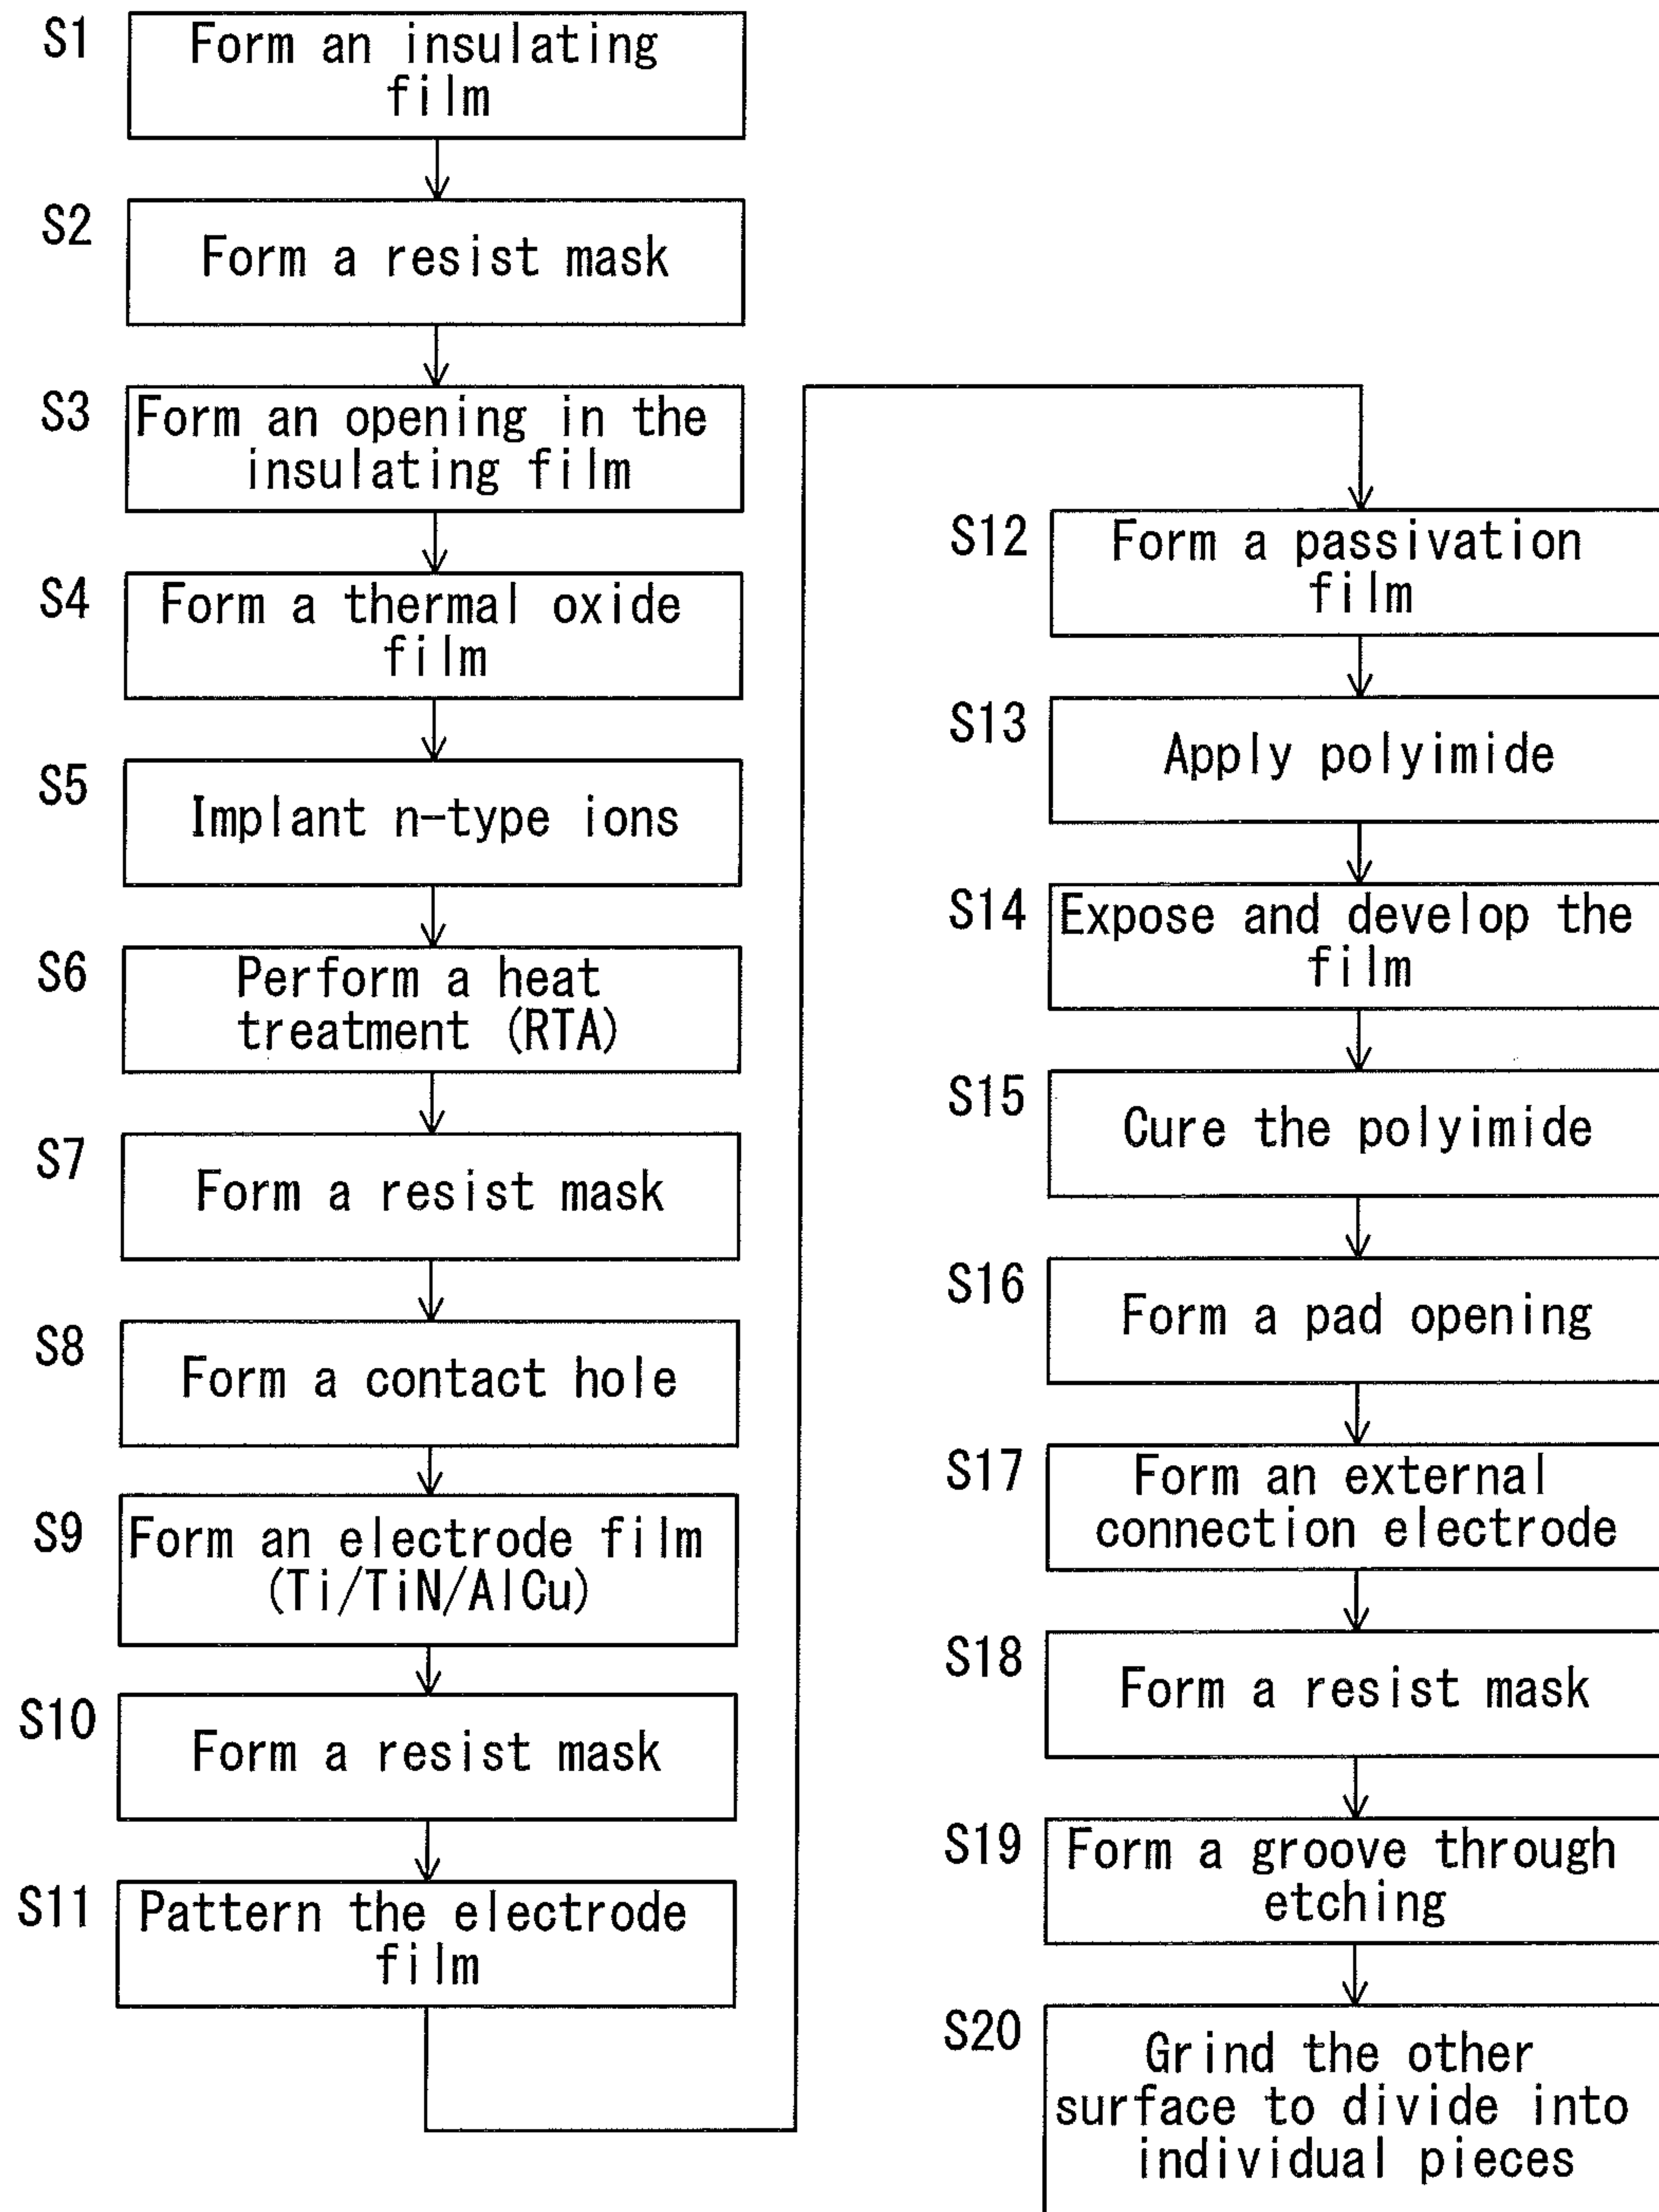 S1
Form an insulating
film
S2
Form a resist mask
S3
Form an opening in the
insulating film
S4
Form a thermal oxide
film
S5
Implant n-type ions
S6
Perform a heat
treatment (RTA)
S7
Form a resist mask
S8
Form a contact hole
S9
Form an electrode film
(Ti/TiN/AlCu)
S10
Form a resist mask
S11
Pattern the electrode
film
S12
Form a passivation
film
S13
Apply polyimide
S14
Expose and develop the
film
S15
Cure the polyimide
S16
Form a pad opening
S17
Form an external
connection electrode
S18
Form a resist mask
S19
Form a groove through
etching
S20
Grind the other
surface to divide into
individual pieces